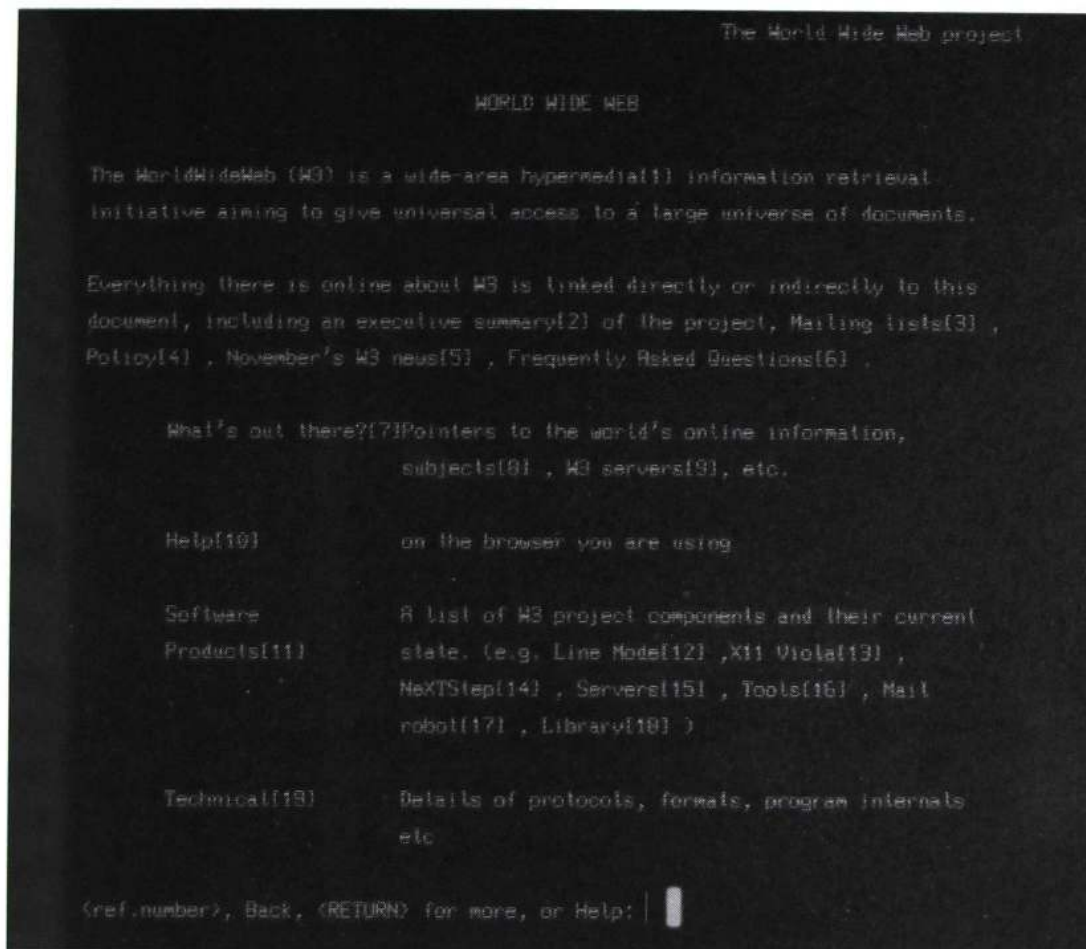 The World Wide Web project
WORLD WIDE WEB
The WorldWideWeb (W3) is a wide-area hypermedia[1] information retrieval
initiative aiming to give universal access to a large universe of documents.
Everything there is online about W3 is linked directly or indirectly to this
document, including an executive summary[2] of the project, Mailing lists[3] ,
Policy[4] , November's W3 news[5] , Frequently Asked Questions[6] .
What's out there?[7]Pointers to the world's online information,
subjects[8] , W3 servers[9], etc.
Help[10] on the browser you are using
Software A list of W3 project components and their current
Products[11] state. (e.g. Line Mode[12] ,X11 Viola[13] ,
NeXTStep[14] , Servers[15] , Tools[16] , Mail
robot[17] , Library[18] )
Technical[19] Details of protocols, formats, program internals
etc
<ref.number>, Back, <RETURN> for more, or Help: